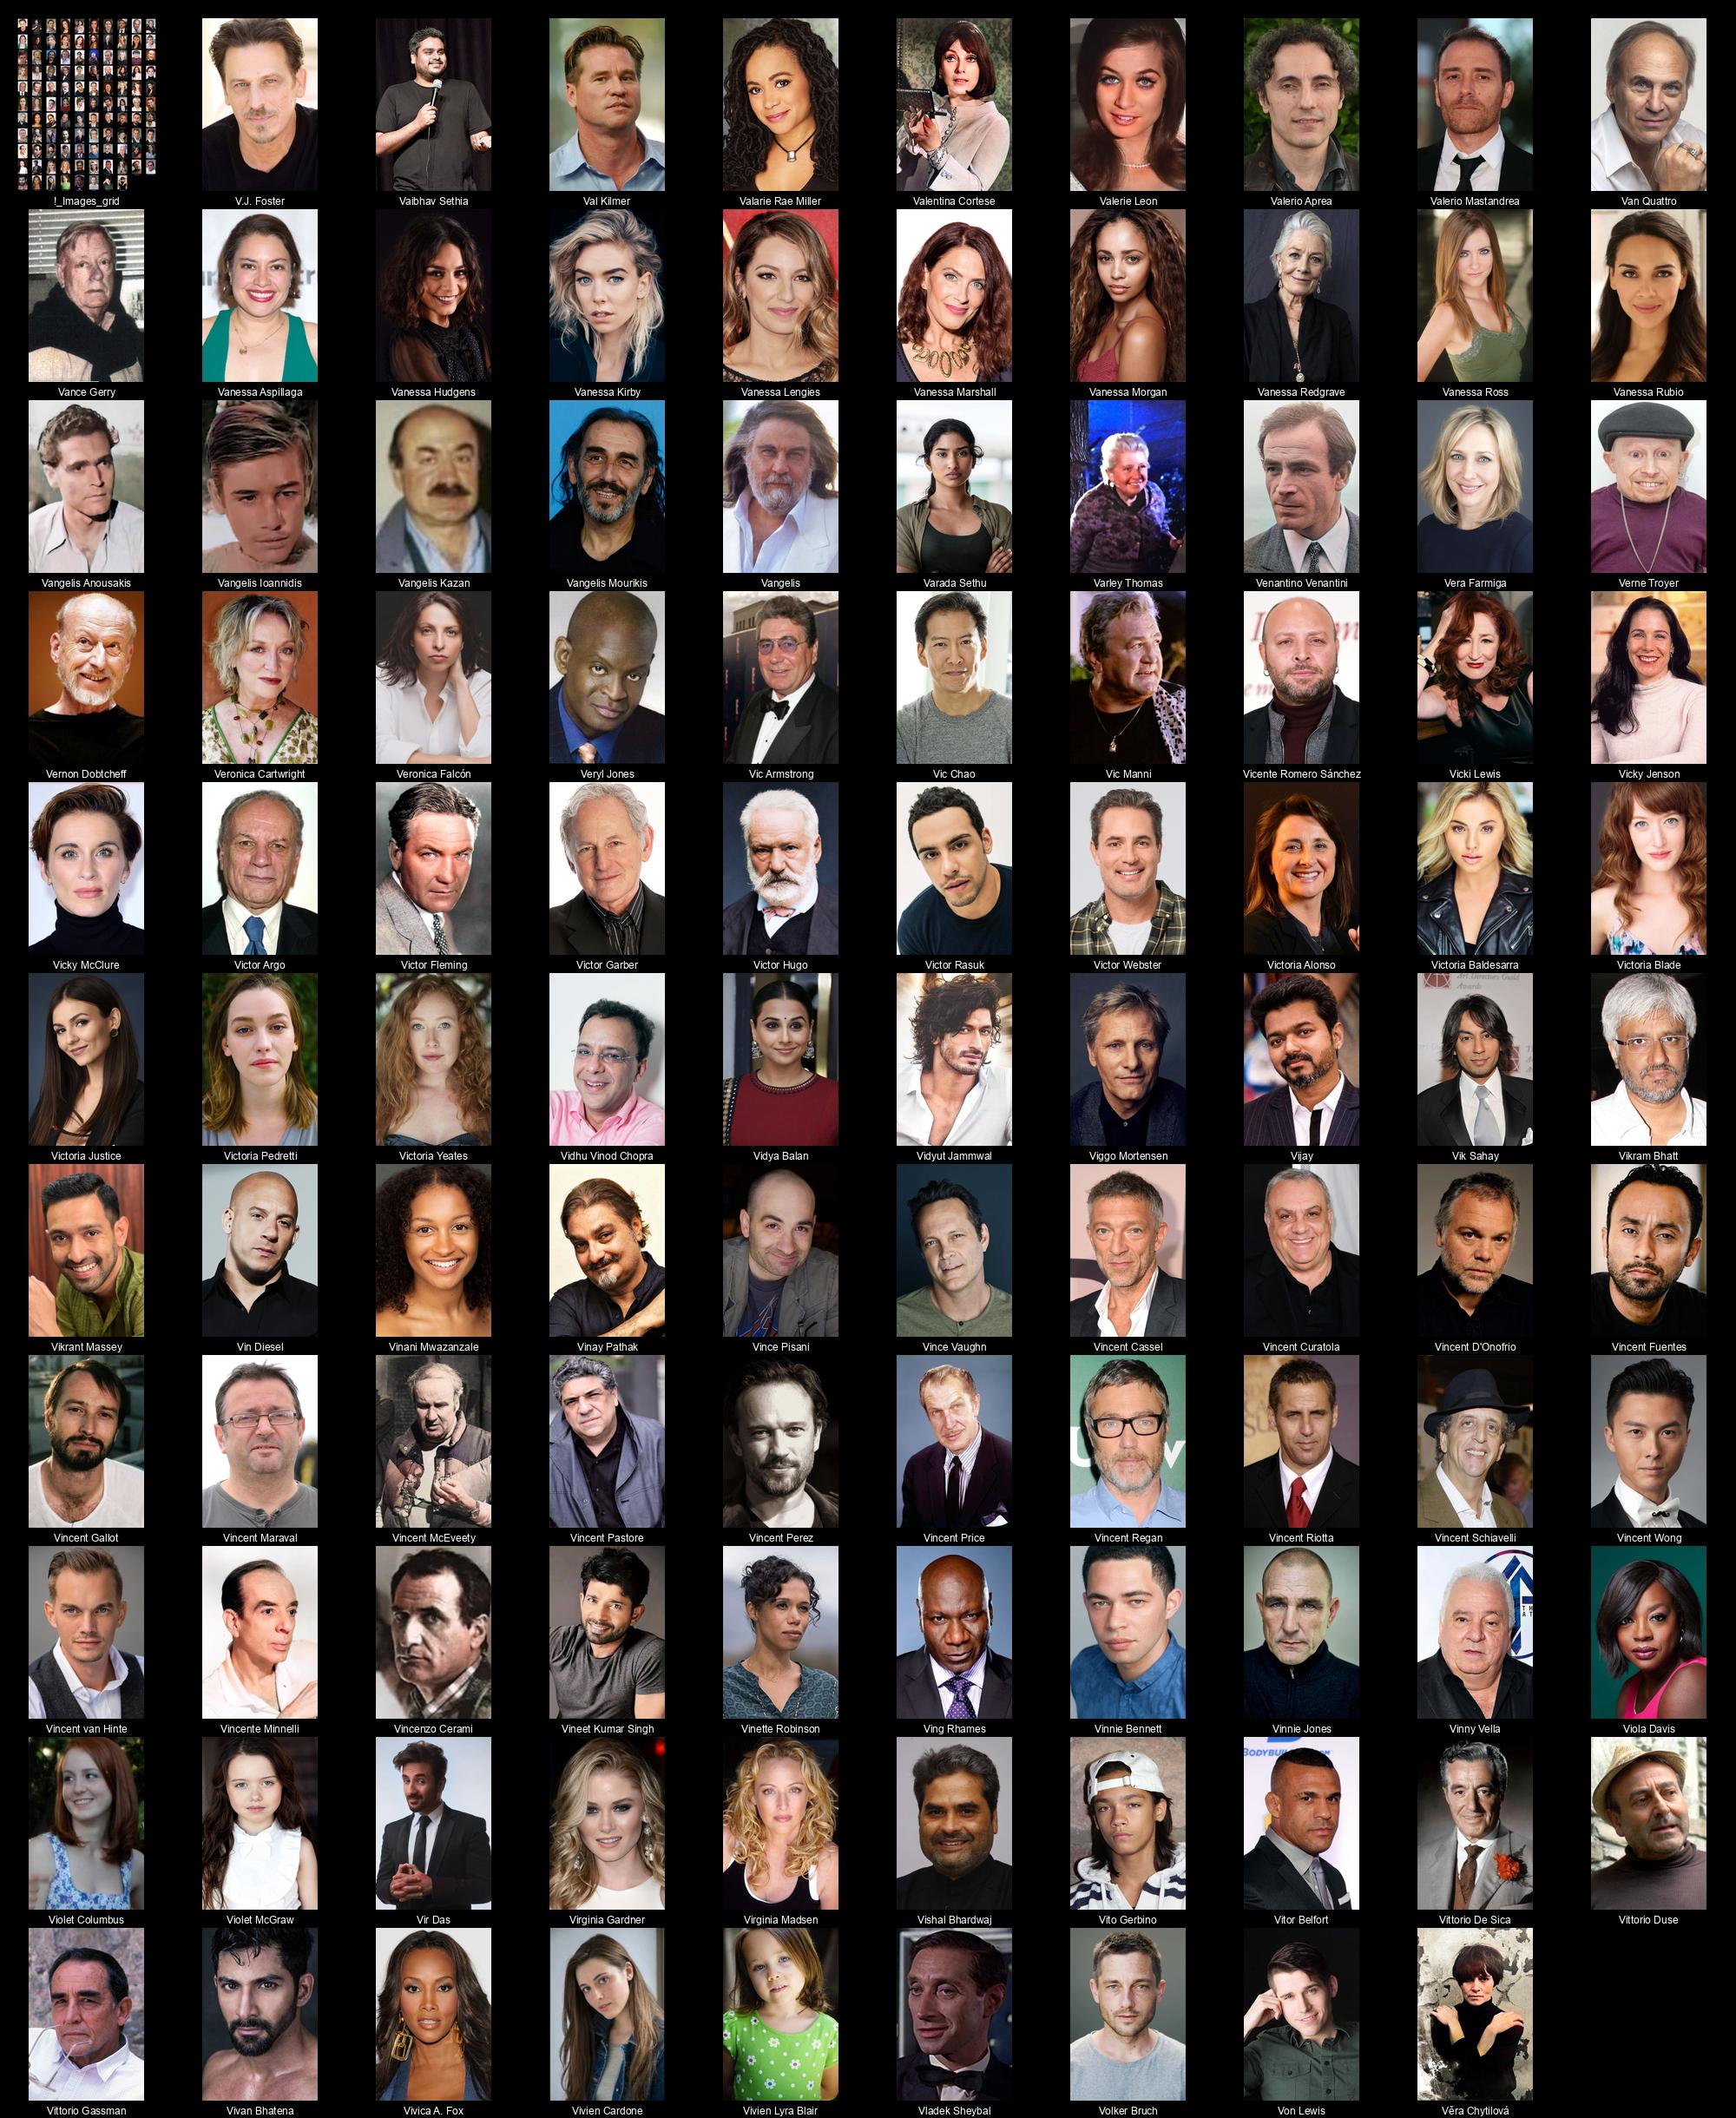 !_Images_grid
V.J. Foster
Vaibhav Sethia
Val Kilmer
Valarie Rae Miller
Valentina Cortese
Valerie Leon
Valerio Aprea
Valerio Mastandrea
Van Quattro
Vance Gerry
Vanessa Aspillaga
Vanessa Hudgens
Vanessa Kirby
Vanessa Lengies
Vanessa Marshall
Vanessa Morgan
Vanessa Redgrave
Vanessa Ross
Vanessa Rubio
Vangelis Anousakis
Vangelis Ioannidis
Vangelis Kazan
Vangelis Mourikis
Vangelis
Varada Sethu
Varley Thomas
Venantino Venantini
Vera Farmiga
Verne Troyer
Vernon Dobtcheff
Veronica Cartwright
Veronica Falcón
Veryl Jones
Vic Armstrong
Vic Chao
Vic Manni
Vicente Romero Sánchez
Vicki Lewis
Vicky Jenson
Vicky McClure
Victor Argo
Victor Fleming
Victor Garber
Victor Hugo
Victor Rasuk
Victor Webster
Victoria Alonso
Victoria Baldesarra
Victoria Blade
Awards
Victoria Justice
Victoria Pedretti
Victoria Yeates
Vidhu Vinod Chopra
Vidya Balan
Vidyut Jammwal
Viggo Mortensen
Vijay
Vik Sahay
Vikram Bhatt
Vikrant Massey
Vin Diesel
Vinani Mwazanzale
Vinay Pathak
Vince Pisani
Vince Vaughn
Vincent Cassel
Vincent Curatola
Vincent D'Onofrio
Vincent Fuentes
Vincent Gallot
Vincent Maraval
Vincent McEveety
Vincent Pastore
Vincent Perez
Vincent Price
Vincent Regan
Vincent Riotta
Vincent Schiavelli
Vincent Wong
Vincent van Hinte
Vincente Minnelli
Vincenzo Cerami
Vineet Kumar Singh
Vinette Robinson
Ving Rhames
Vinnie Bennett
Vinnie Jones
Vinny Vella
Viola Davis
Violet Columbus
Violet McGraw
Vir Das
Virginia Gardner
Virginia Madsen
Vishal Bhardwaj
Vito Gerbino
Vitor Belfort
Vittorio De Sica
Vittorio Duse
Vittorio Gassman
Vivan Bhatena
Vivica A. Fox
Vivien Cardone
Vivien Lyra Blair
Vladek Sheybal
Volker Bruch
Von Lewis
Věra Chytilová